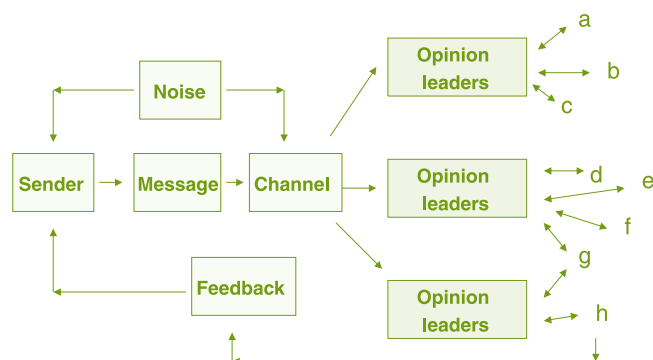 a
Opinion
leaders
b
c
Noise
Sender
Message
Channel
Opinion
leaders
d
e
f
g
Feedback
Opinion
leaders
h